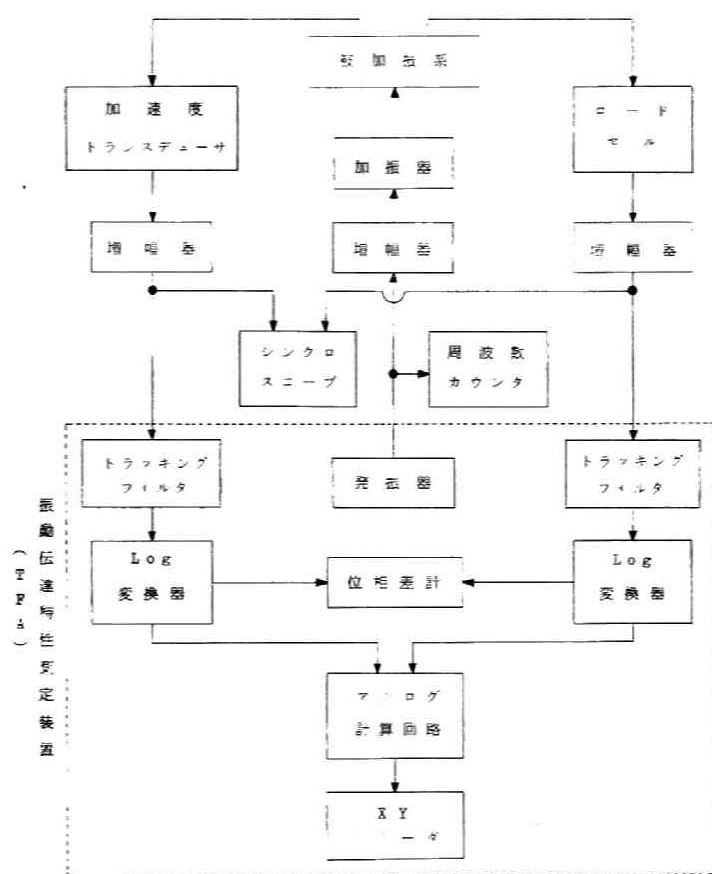 被加振系
加速度
トランスデューサ
ロード
セル
加振器
増幅器
増幅器
増幅器
シンクロ
スコープ
周波数
カウンタ
トラッキング
フィルタ
発振器
トラッキング
フィルタ
Log
変換器
位相差計
Log
変換器
アナログ
計算回路
XY
ーダ
振動伝達特性測定装置
(TFA)